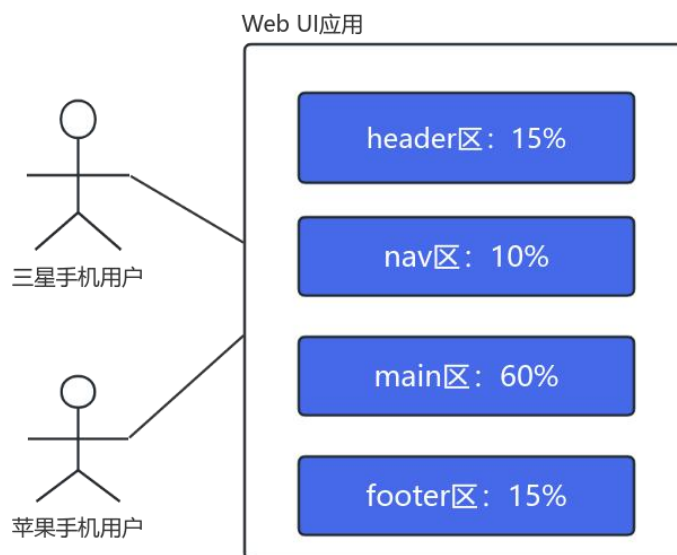 Web UI应用
header区：15%
nav区：10%
三星手机用户
main区：60%
footer区：15%
苹果手机用户